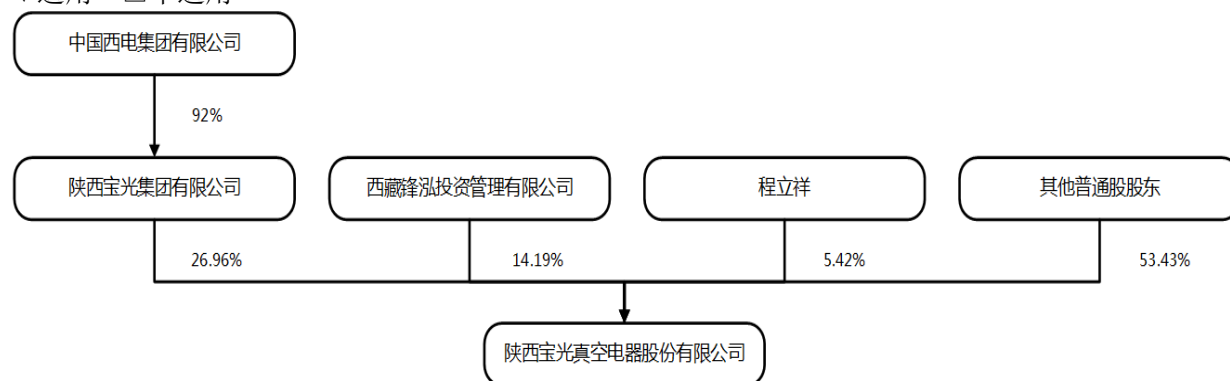 中国西电集团有限公司
92%
陕西宝光集团有限公司
西藏锋泓投资管理有限公司
程立祥
其他普通股股东
26.96%
14.19%
5.42%
53.43%
陕西宝光真空电器股份有限公司